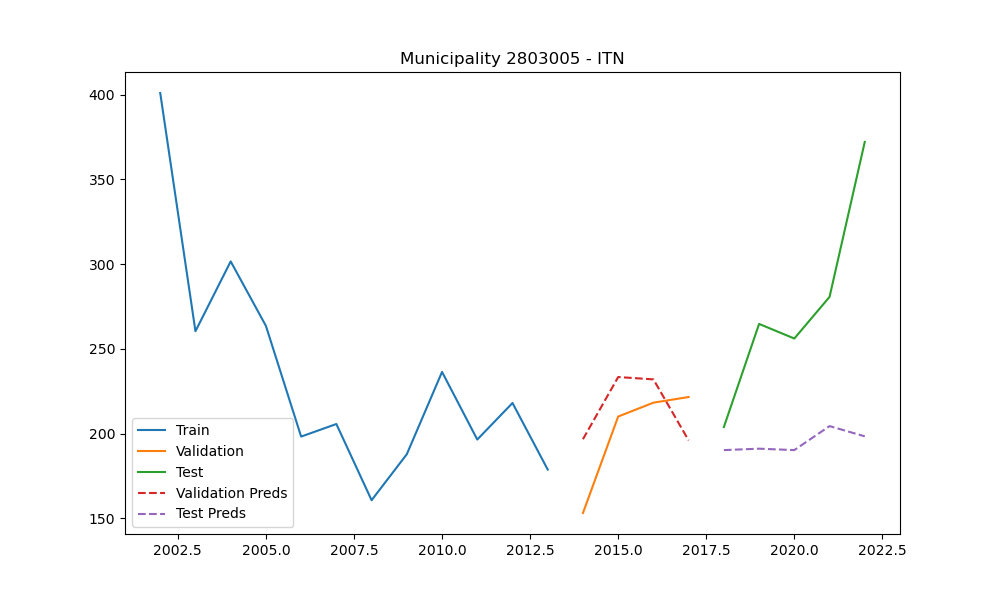 Municipality 2803005 - ITN
400
350
300
250
200
150
Train
Validation
Test
Validation Preds
Test Preds
2002.5 2005.0 2007.5 2010.0 2012.5 2015.0 2017.5 2020.0 2022.5